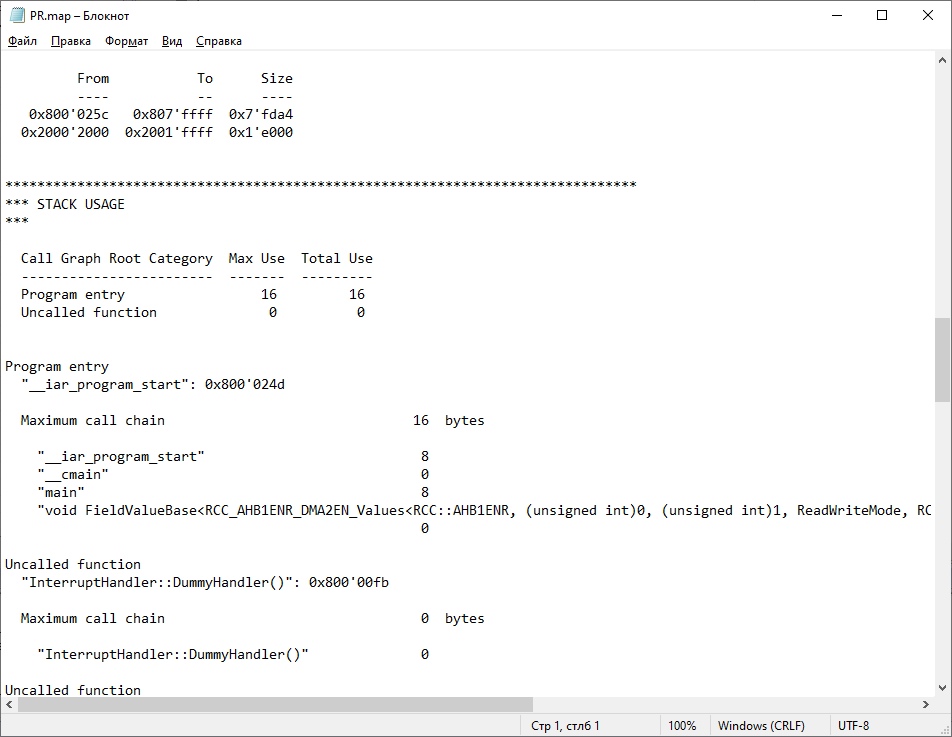 PR.map – Блокнот
Файл Правка Формат Вид Справка
From To Size
---- -- ----
0x800'025c 0x807'ffff 0x7'fda4
0x2000'2000 0x2001'ffff 0x1'e000
*******************************************************************************
*** STACK USAGE
***
Call Graph Root Category Max Use Total Use
------------------------ ------- ---------
Program entry 16 16
Uncalled function 0 0
Program entry
"__iar_program_start": 0x800'024d
Maximum call chain 16 bytes
"__iar_program_start" 8
"__cmain" 0
"main" 8
"void FieldValueBase<RCC_AHB1ENR_DMA2EN_Values<RCC::AHB1ENR, (unsigned int)0, (unsigned int)1, ReadWriteMode, RC
0
Uncalled function
"InterruptHandler::DummyHandler()": 0x800'00fb
Maximum call chain 0 bytes
"InterruptHandler::DummyHandler()" 0
Uncalled function
Стр 1, стлб 1 100% Windows (CRLF) UTF-8